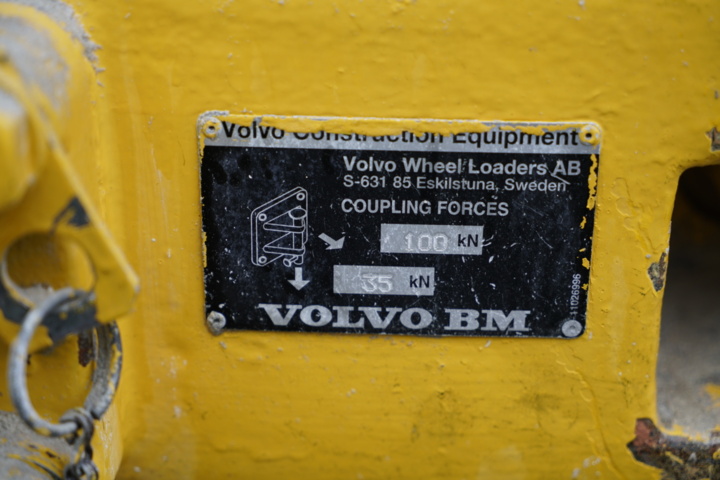 Volvo Construction Equipment
Volvo Wheel Loaders AB
S-631 85 Eskilstuna, Sweden
COUPLING FORCES
100 kN
35 kN
11026996
VOLVO BM